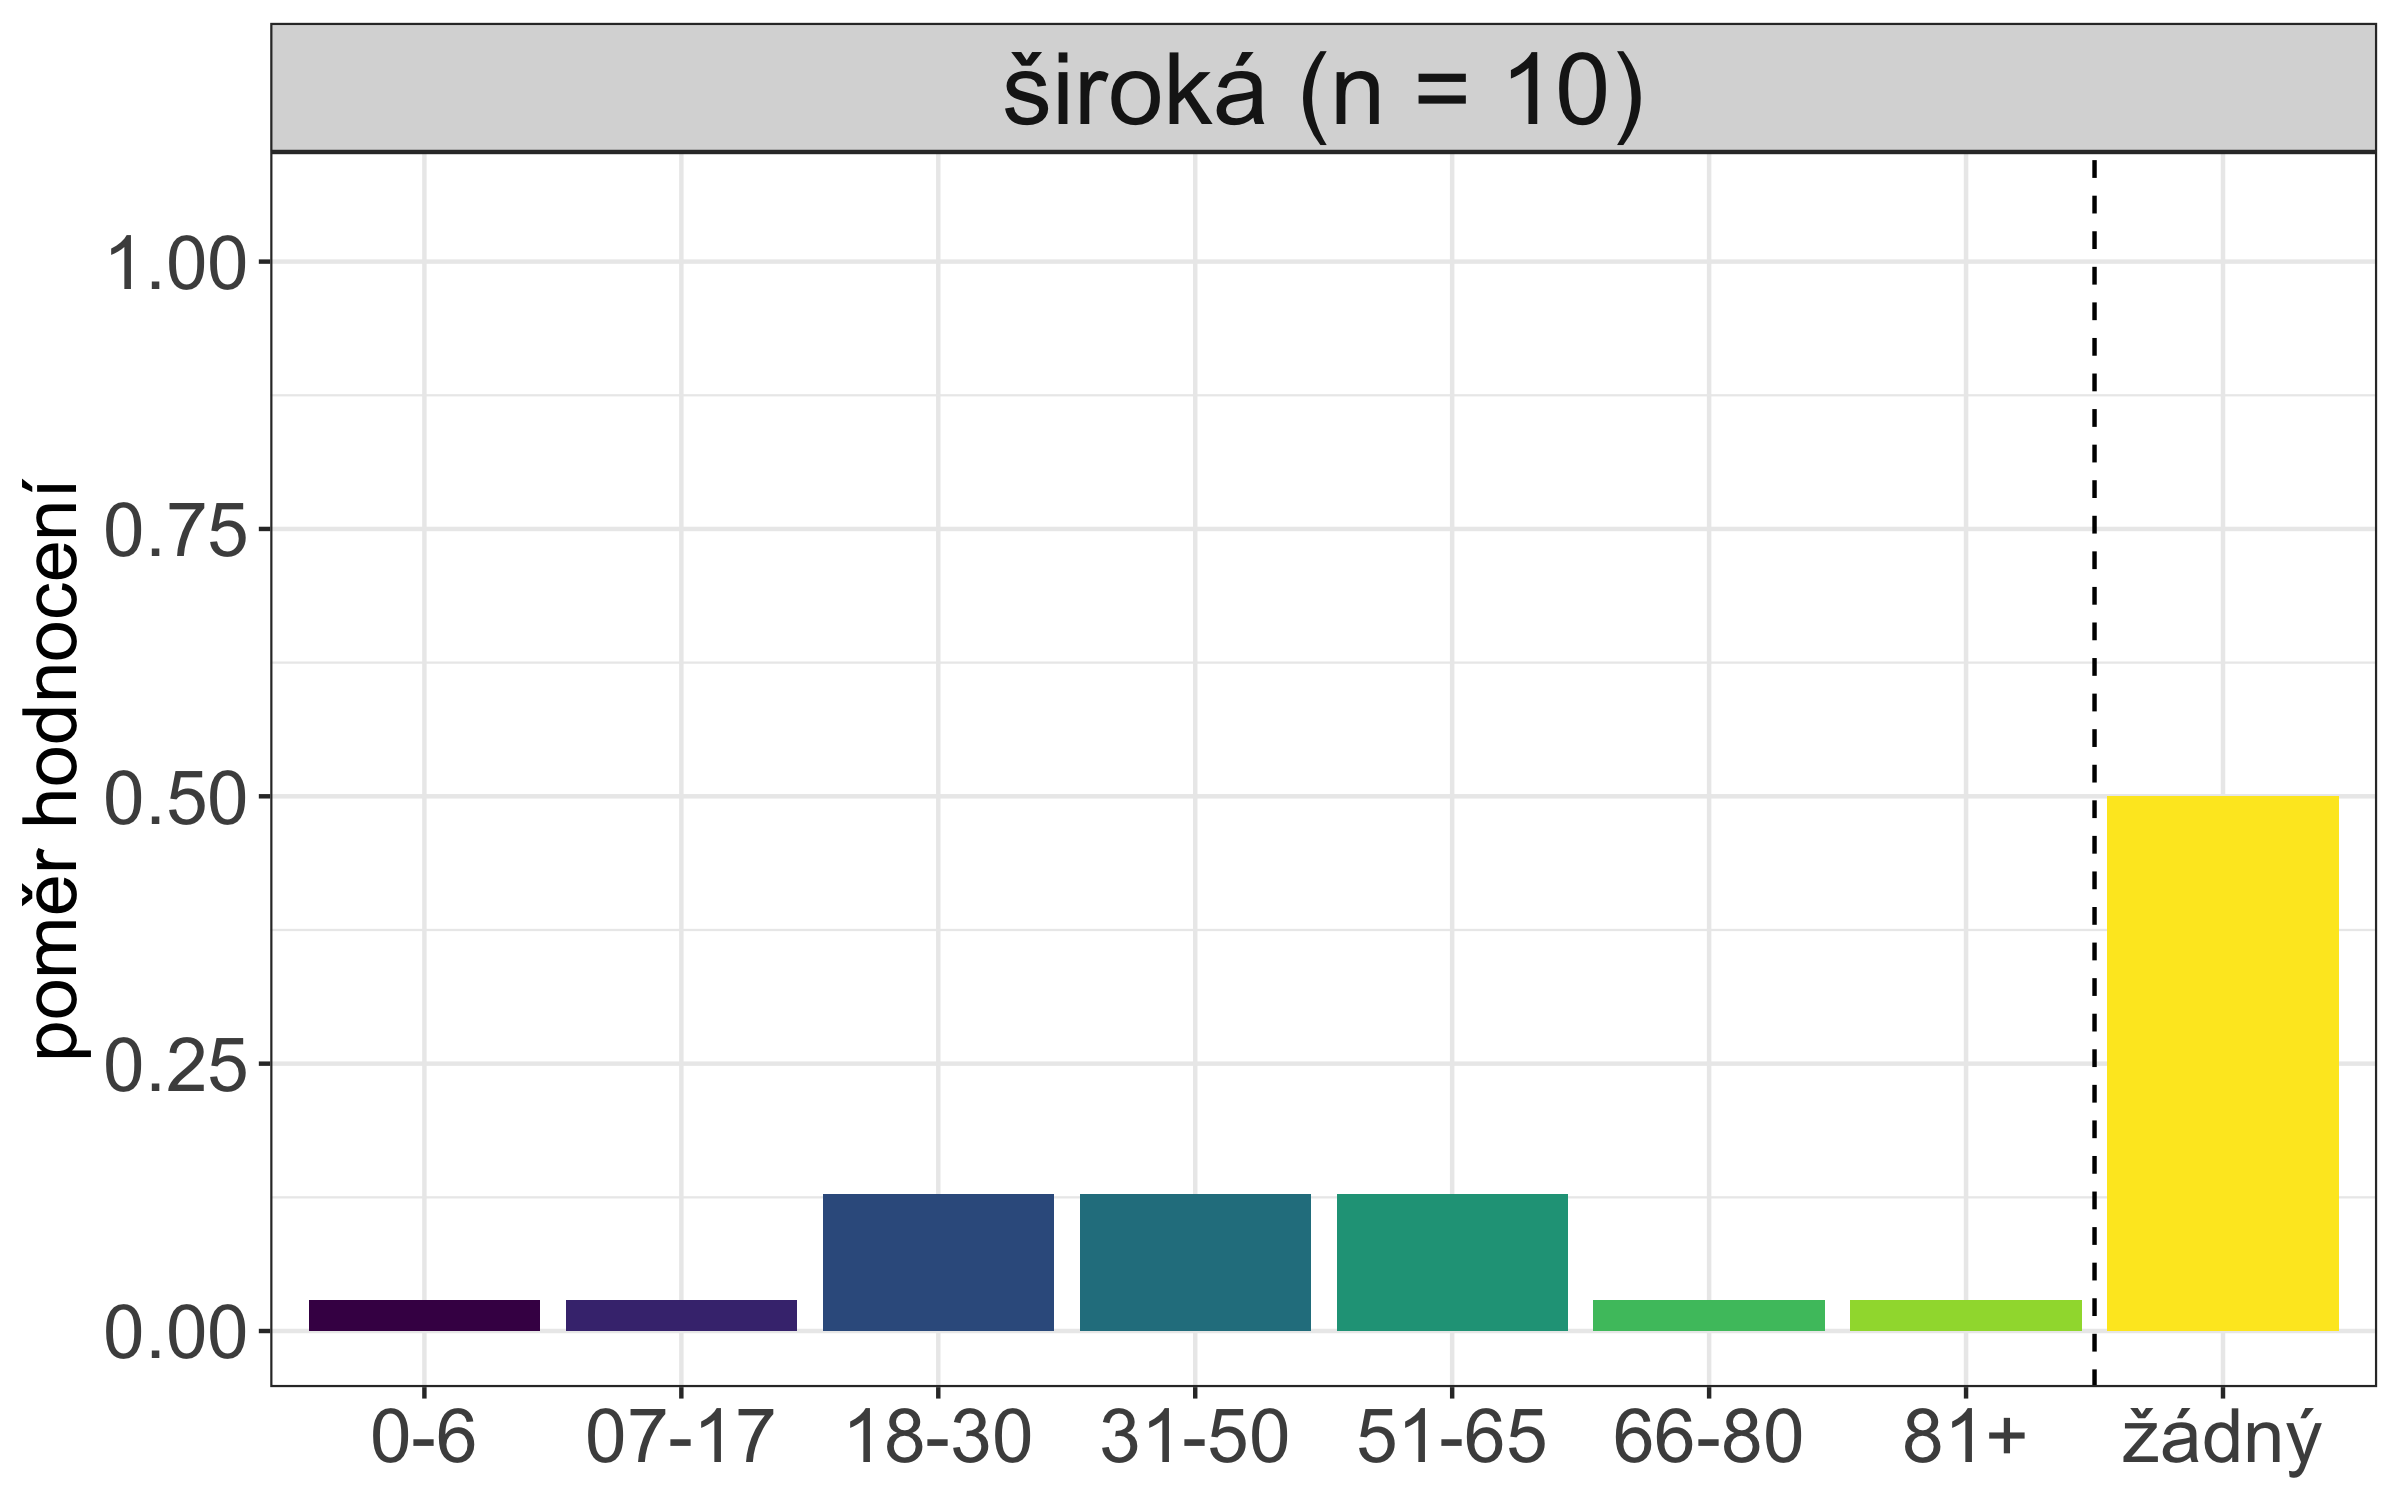 široká (n = 10)
poměr hodnocení
1.00
0.75
0.50
0.25
0.00
0-6 07-17 18-30 31-50 51-65 66-80 81+ žádný